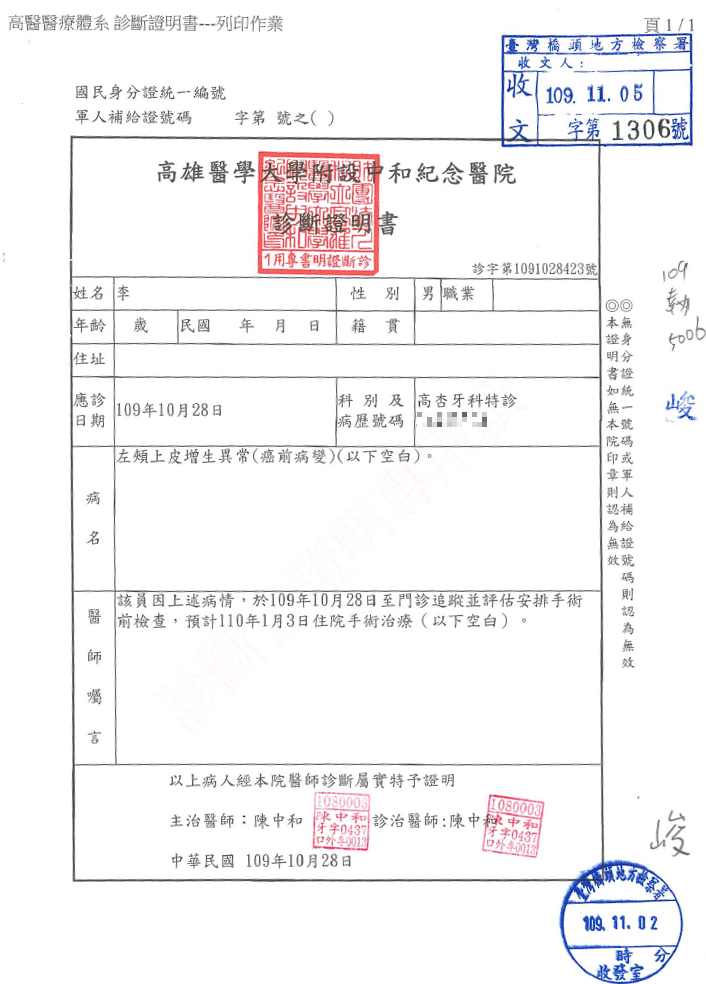 高醫醫療體系 診斷證明書---列印作業
頁 1 / 1
臺灣橋頭地方檢察署
收文人:
收文
109.11.05
字第 1306號
國民身分證統一編號
軍人補給證號碼 字第 號之( )
高雄醫學大學附設中和紀念醫院
診斷證明書
診斷證明書專用1
診字第1091028423號
姓名 李 性 別 男 職業
年齡 歲 民國 年 月 日 籍 貫
住址
應診日期 109年10月28日 科 別 及病歷號碼 高杏牙科特診
病名
左頰上皮增生異常(癌前病變)(以下空白)。
醫師囑言
該員因上述病情,於109年10月28日至門診追蹤並評估安排手術
前檢查,預計110年1月3日住院手術治療(以下空白)。
以上病人經本院醫師診斷屬實特予證明
主治醫師:陳中和
1080003
陳中和
牙字0437
口外專0013
診治醫師:陳中和
1080003
陳中和
牙字0437
口外專0013
中華民國 109年10月28日
◎無身分證統一號碼或軍人補給證號碼則認為無效
◎本證明書如無本院印章則認為無效
109
5006
峻
峻
臺灣橋頭地方檢察署
109.11.02
時 分
收發室
診斷書證明專用章